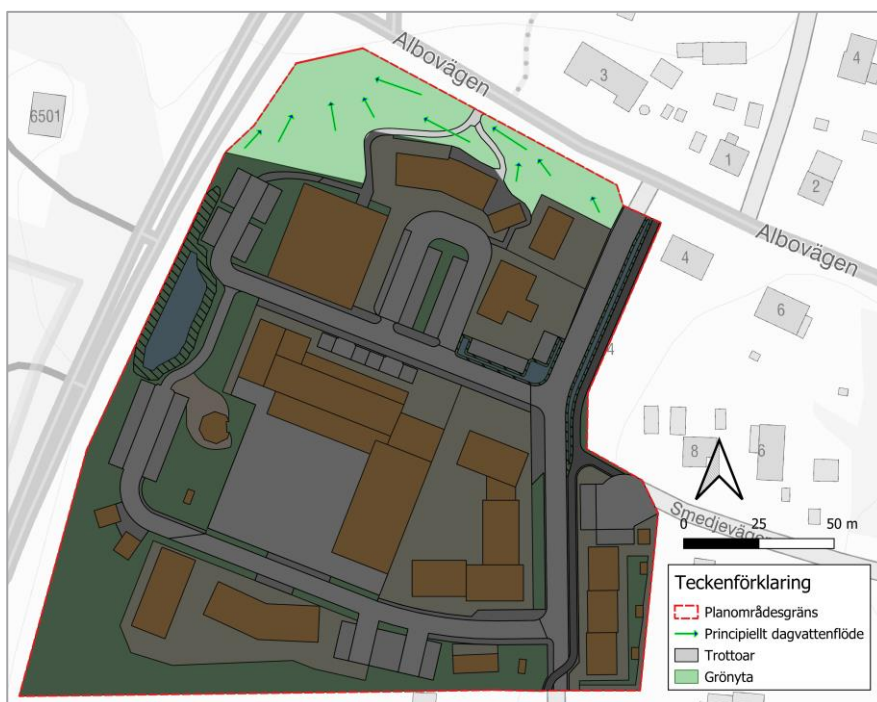 Albovägen
3
4
6501
1
2
Albovägen
4
6
4
8
6
Smedjeväge
0 25 50 m
Teckenförklaring
Planområdesgräns
Principiellt dagvattenflöde
Trottoar
Grönyta